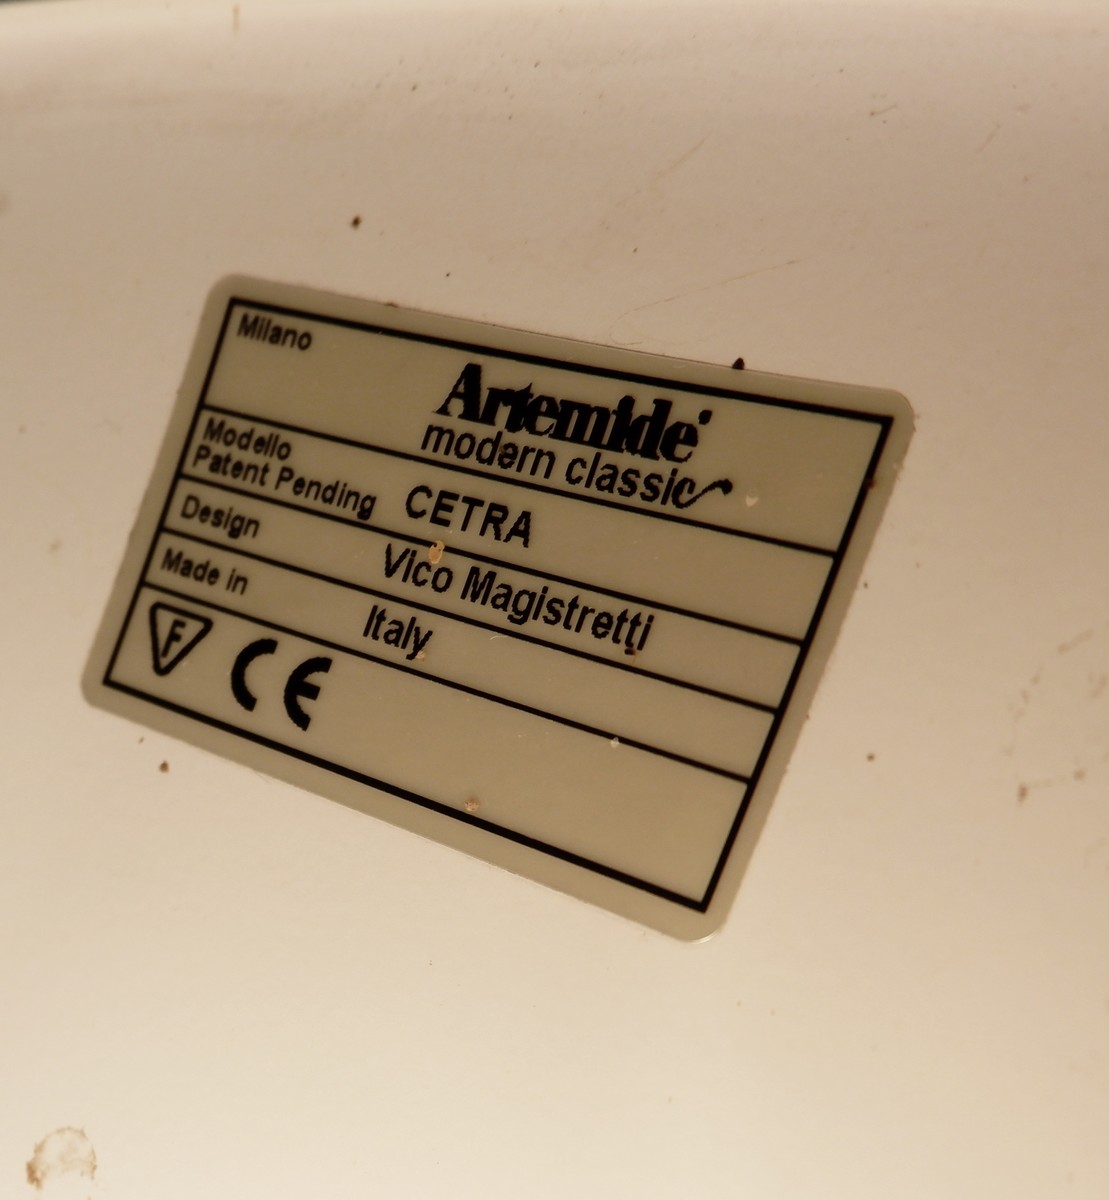 Milano
Artemide
modern classic
Modello
Patent Pending CETRA
Design Vico Magistretti
Made in Italy
F CE